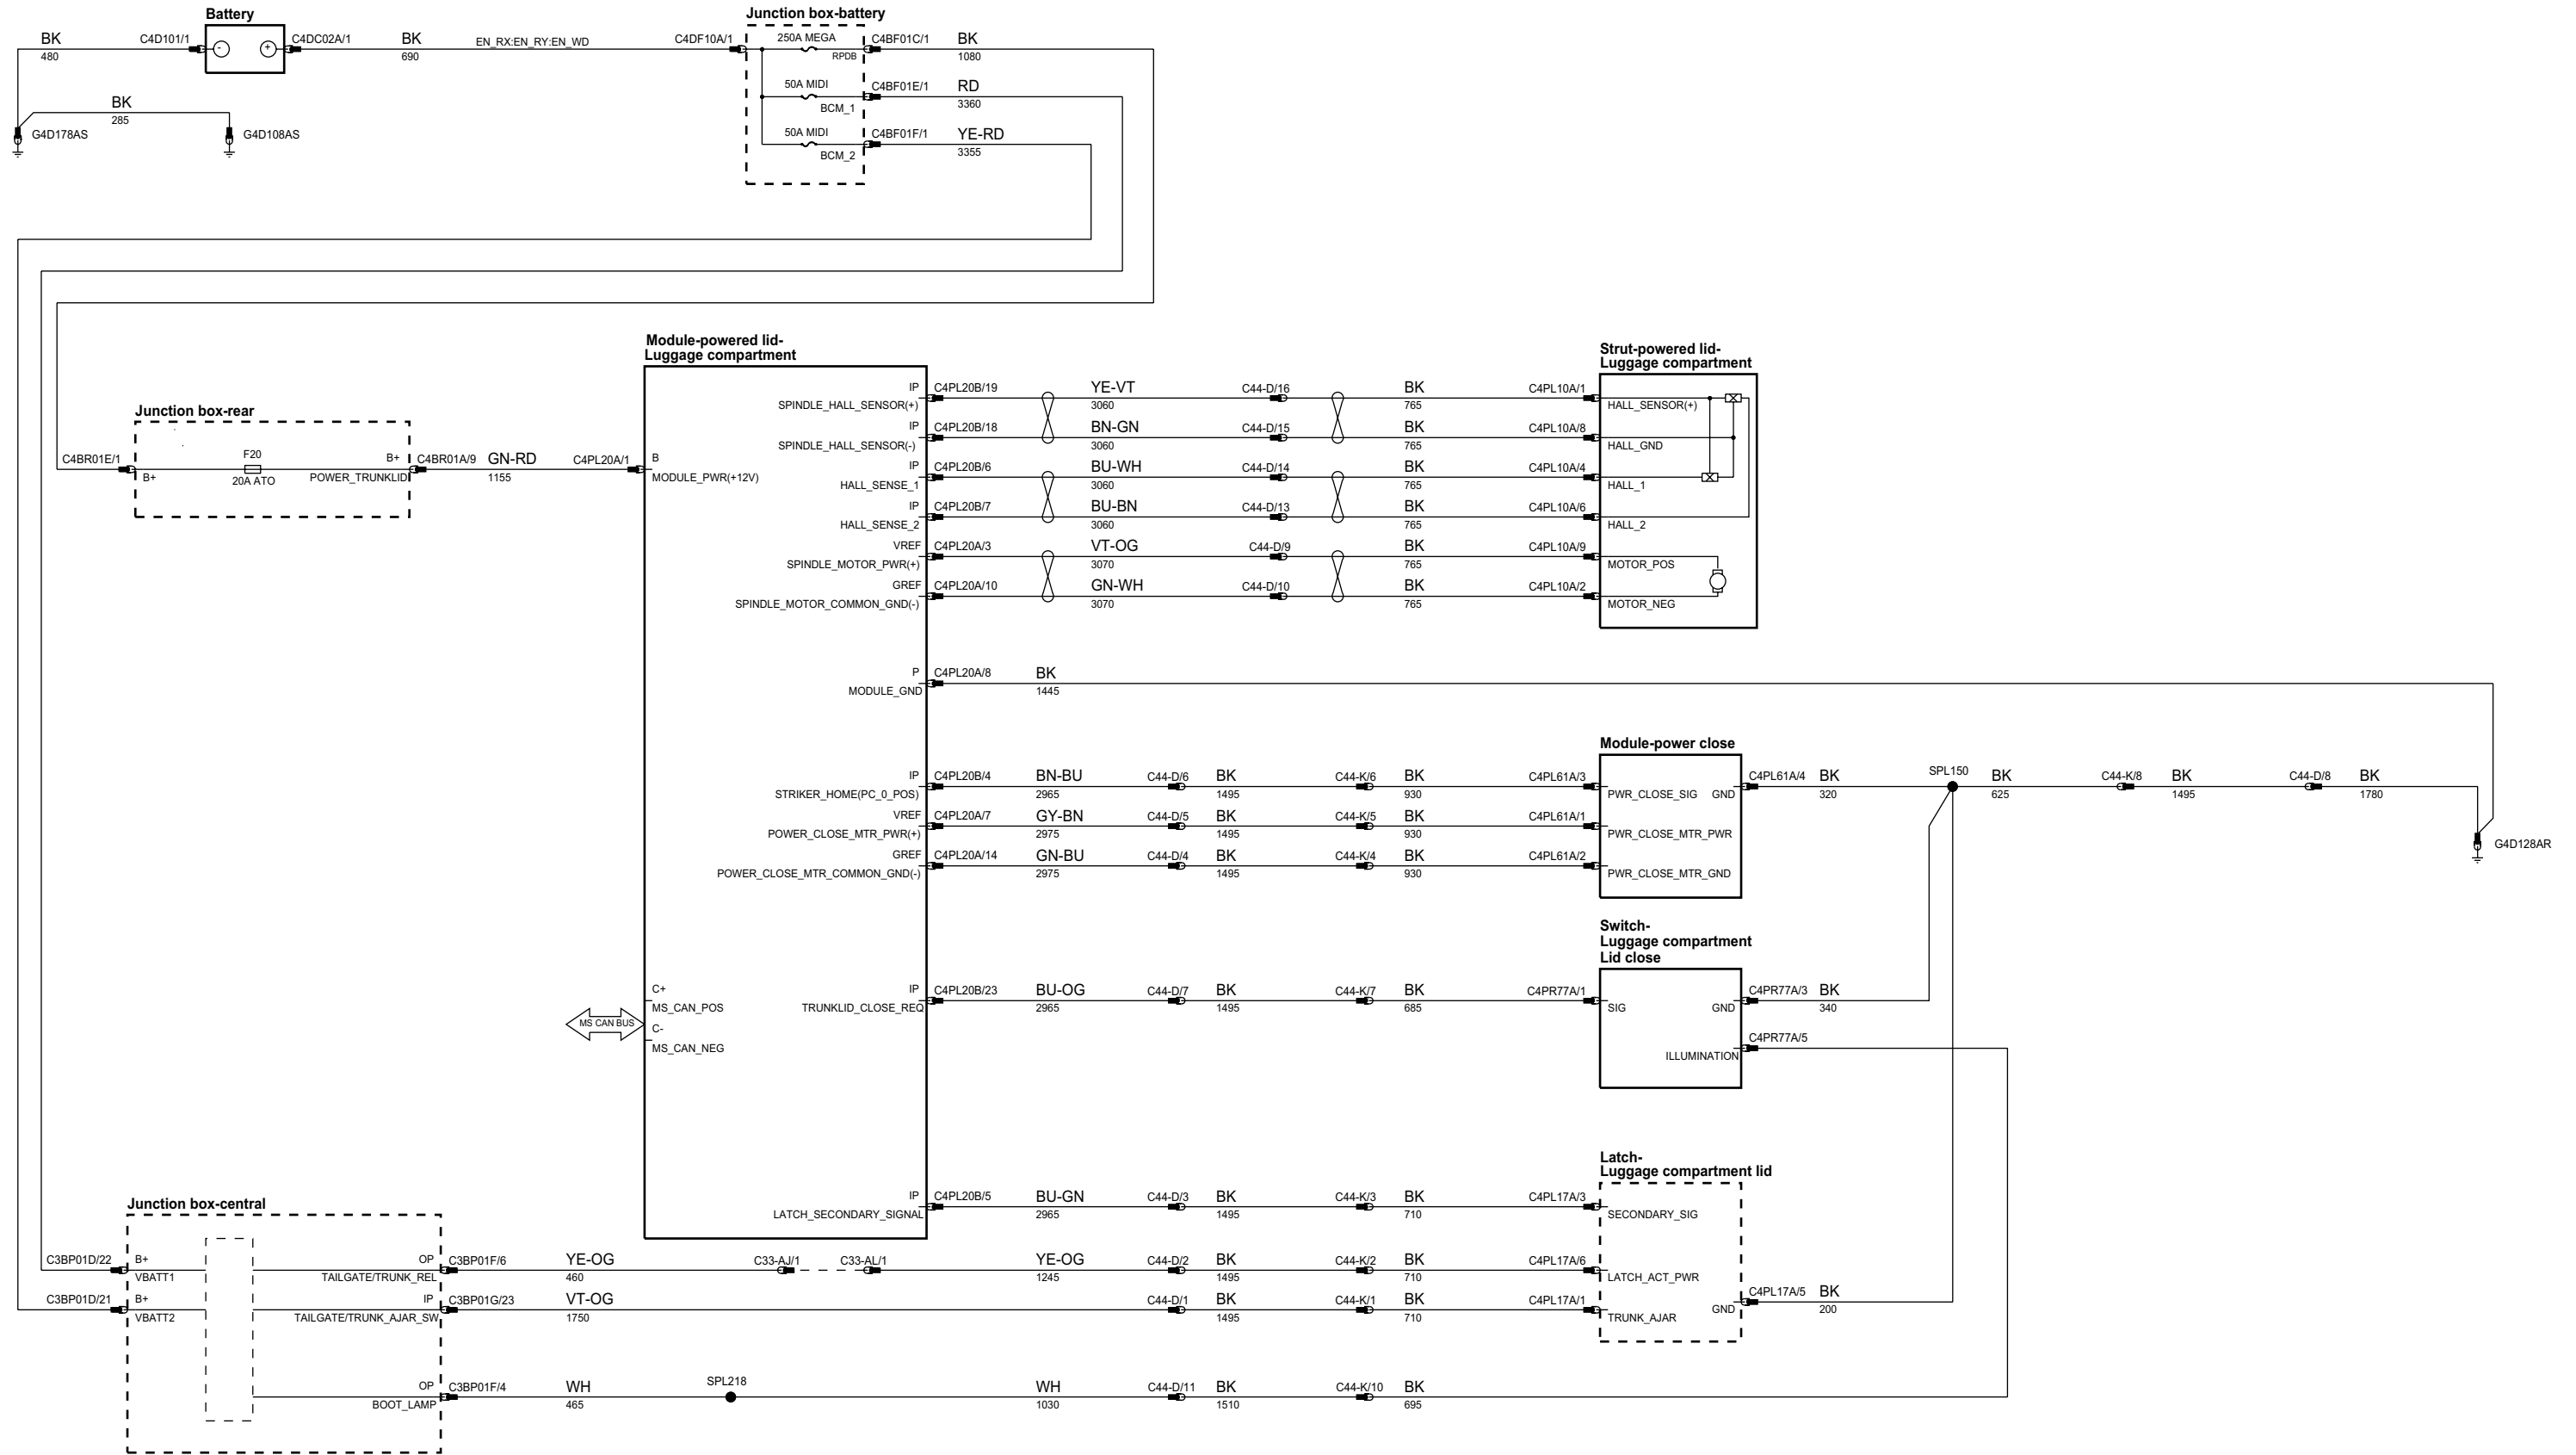 Battery
Junction box-battery
BK
480
C4D101/1
-
+
C4DC02A/1
BK
690
EN_RX:EN_RY:EN_WD
C4DF10A/1
250A MEGA
RPDB
C4BF01C/1
BK
1080
50A MIDI
BCM_1
C4BF01E/1
RD
3360
BK
285
G4D178AS
G4D108AS
50A MIDI
BCM_2
C4BF01F/1
YE-RD
3355
Module-powered lid-
Luggage compartment
Strut-powered lid-
Luggage compartment
Junction box-rear
C4BR01E/1
B+
F20
20A ATO
B+
POWER_TRUNKLID
C4BR01A/9
GN-RD
1155
C4PL20A/1
B
MODULE_PWR(+12V)
IP
SPINDLE_HALL_SENSOR(+)
C4PL20B/19
YE-VT
3060
C44-D/16
BK
765
C4PL10A/1
HALL_SENSOR(+)
IP
SPINDLE_HALL_SENSOR(-)
C4PL20B/18
BN-GN
3060
C44-D/15
BK
765
C4PL10A/8
HALL_GND
IP
HALL_SENSE_1
C4PL20B/6
BU-WH
3060
C44-D/14
BK
765
C4PL10A/4
HALL_1
IP
HALL_SENSE_2
C4PL20B/7
BU-BN
3060
C44-D/13
BK
765
C4PL10A/6
HALL_2
VREF
SPINDLE_MOTOR_PWR(+)
C4PL20A/3
VT-OG
3070
C44-D/9
BK
765
C4PL10A/9
MOTOR_POS
GREF
SPINDLE_MOTOR_COMMON_GND(-)
C4PL20A/10
GN-WH
3070
C44-D/10
BK
765
C4PL10A/2
MOTOR_NEG
P
MODULE_GND
C4PL20A/8
BK
1445
Module-power close
IP
STRIKER_HOME(PC_0_POS)
C4PL20B/4
BN-BU
2965
C44-D/6
BK
1495
C44-K/6
BK
930
C4PL61A/3
PWR_CLOSE_SIG
GND
C4PL61A/4
BK
320
SPL150
BK
625
C44-K/8
BK
1495
C44-D/8
BK
1780
G4D128AR
VREF
POWER_CLOSE_MTR_PWR(+)
C4PL20A/7
GY-BN
2975
C44-D/5
BK
1495
C44-K/5
BK
930
C4PL61A/1
PWR_CLOSE_MTR_PWR
GREF
POWER_CLOSE_MTR_COMMON_GND(-)
C4PL20A/14
GN-BU
2975
C44-D/4
BK
1495
C44-K/4
BK
930
C4PL61A/2
PWR_CLOSE_MTR_GND
Switch-
Luggage compartment
Lid close
MS CAN BUS
C+
MS_CAN_POS
C-
MS_CAN_NEG
IP
TRUNKLID_CLOSE_REQ
C4PL20B/23
BU-OG
2965
C44-D/7
BK
1495
C44-K/7
BK
685
C4PR77A/1
SIG
GND
C4PR77A/3
BK
340
ILLUMINATION
C4PR77A/5
Latch-
Luggage compartment lid
IP
LATCH_SECONDARY_SIGNAL
C4PL20B/5
BU-GN
2965
C44-D/3
BK
1495
C44-K/3
BK
710
C4PL17A/3
SECONDARY_SIG
Junction box-central
C3BP01D/22
B+
VBATT1
OP
TAILGATE/TRUNK_REL
C3BP01F/6
YE-OG
460
C33-AJ/1
C33-AL/1
YE-OG
1245
C44-D/2
BK
1495
C44-K/2
BK
710
C4PL17A/6
LATCH_ACT_PWR
C3BP01D/21
B+
VBATT2
IP
TAILGATE/TRUNK_AJAR_SW
C3BP01G/23
VT-OG
1750
C44-D/1
BK
1495
C44-K/1
BK
710
C4PL17A/1
TRUNK_AJAR
GND
C4PL17A/5
BK
200
OP
BOOT_LAMP
C3BP01F/4
WH
465
SPL218
WH
1030
C44-D/11
BK
1510
C44-K/10
BK
695